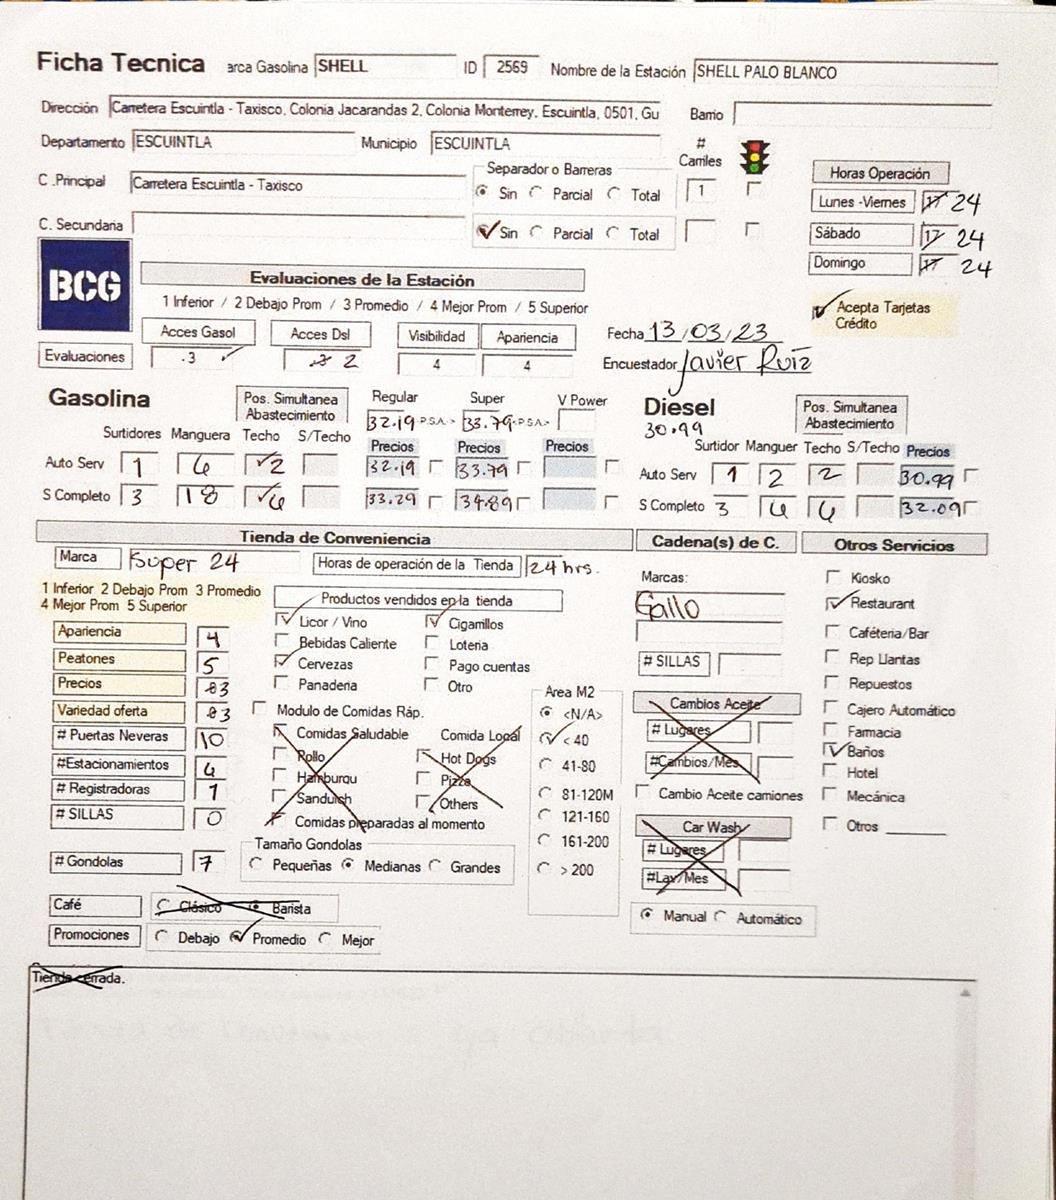 Ficha Tecnica arca Gasolina SHELL ID 2569 Nombre de la Estación SHELL PALO BLANCO
Dirección Carretera Escuintla - Taxisco, Colonia Jacarandas 2, Colonia Monterrey, Escuintla, 0501, Gu Barrio
Departamento ESCUINTLA Municipio ESCUINTLA # Carriles
Separador o Barreras
C .Principal Carretera Escuintla - Taxisco Sin Parcial Total 1
C. Secundaria Sin Parcial Total
Horas Operación
Lunes -Viernes 17 24
Sábado 17 24
Domingo 17 24
BCG
Evaluaciones de la Estación
1 Inferior / 2 Debajo Prom / 3 Promedio / 4 Mejor Prom / 5 Superior
Acepta Tarjetas
Crédito
Acces Gasol Acces Dsl Visibilidad Apariencia
Evaluaciones 3 3 2 4 4
Fecha 13/03/23
Encuestador Javier Ruiz
Gasolina Pos. Simultanea Abastecimiento Regular Super V Power
32.19 P.S.A. 33.79 P.S.A.
Surtidores Manguera Techo S/Techo Precios Precios Precios
Auto Serv 1 6 2 32.19 33.79
S Completo 3 18 6 33.29 34.89
Diesel Pos. Simultanea Abastecimiento
30.99
Surtidor Manguer Techo S/Techo Precios
Auto Serv 1 2 2 30.99
S Completo 3 6 6 32.09
Tienda de Conveniencia
Marca Super 24 Horas de operación de la Tienda 24 hrs.
1 Inferior 2 Debajo Prom 3 Promedio
4 Mejor Prom 5 Superior
Apariencia 4
Peatones 5
Precios 3
Variedad oferta 3
# Puertas Neveras 10
#Estacionamientos 6
# Registradoras 1
# SILLAS 0
# Gondolas 7
Productos vendidos en la tienda
Licor / Vino Cigarrillos
Bebidas Caliente Loteria
Cervezas Pago cuentas
Panaderia Otro
Modulo de Comidas Ráp.
Comidas Saludable Comida Local
Pollo Hot Dogs
Hamburgu Pizza
Sandwich Others
Comidas preparadas al momento
Tamaño Gondolas
Pequeñas Medianas Grandes
Area M2
<N/A>
< 40
41-80
81-120M
121-160
161-200
> 200
Café Clásico Barista
Promociones Debajo Promedio Mejor
Cadena(s) de C.
Marcas:
Gallo
# SILLAS
Cambios Aceite
# Lugares
#Cambios/Mes
Cambio Aceite camiones
Car Wash
# Lugares
#Lav/Mes
Manual Automático
Otros Servicios
Kiosko
Restaurant
Caféteria/Bar
Rep Llantas
Repuestos
Cajero Automático
Farmacia
Baños
Hotel
Mecánica
Otros
Tienda cerrada.